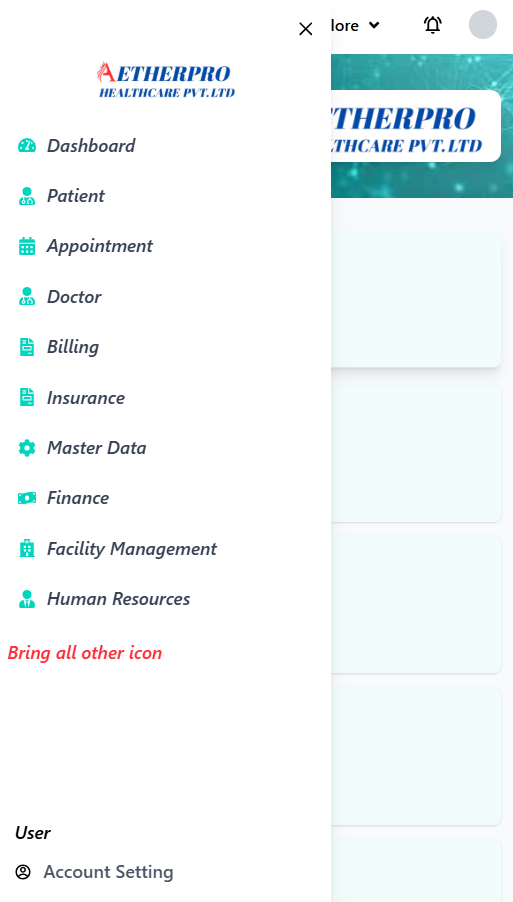 lore
AETHERPRO
HEALTHCARE PVT.LTD
ETHERPRO
LTHCARE PVT.LTD
Dashboard
Patient
Appointment
Doctor
Billing
Insurance
Master Data
Finance
Facility Management
Human Resources
Bring all other icon
User
Account Setting